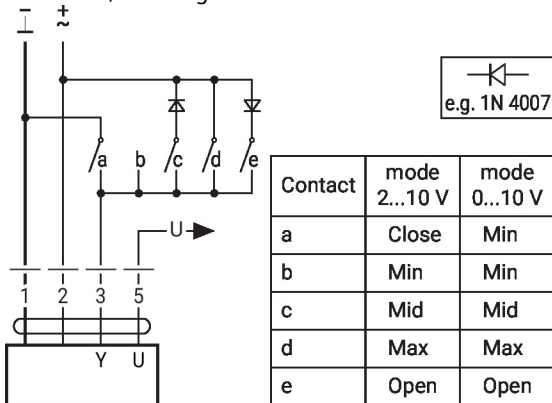 − +
⊥ ~
e.g. 1N 4007
a b c d e
U
1 2 3 5
Y U
Contact mode 2...10 V mode 0...10 V
a Close Min
b Min Min
c Mid Mid
d Max Max
e Open Open